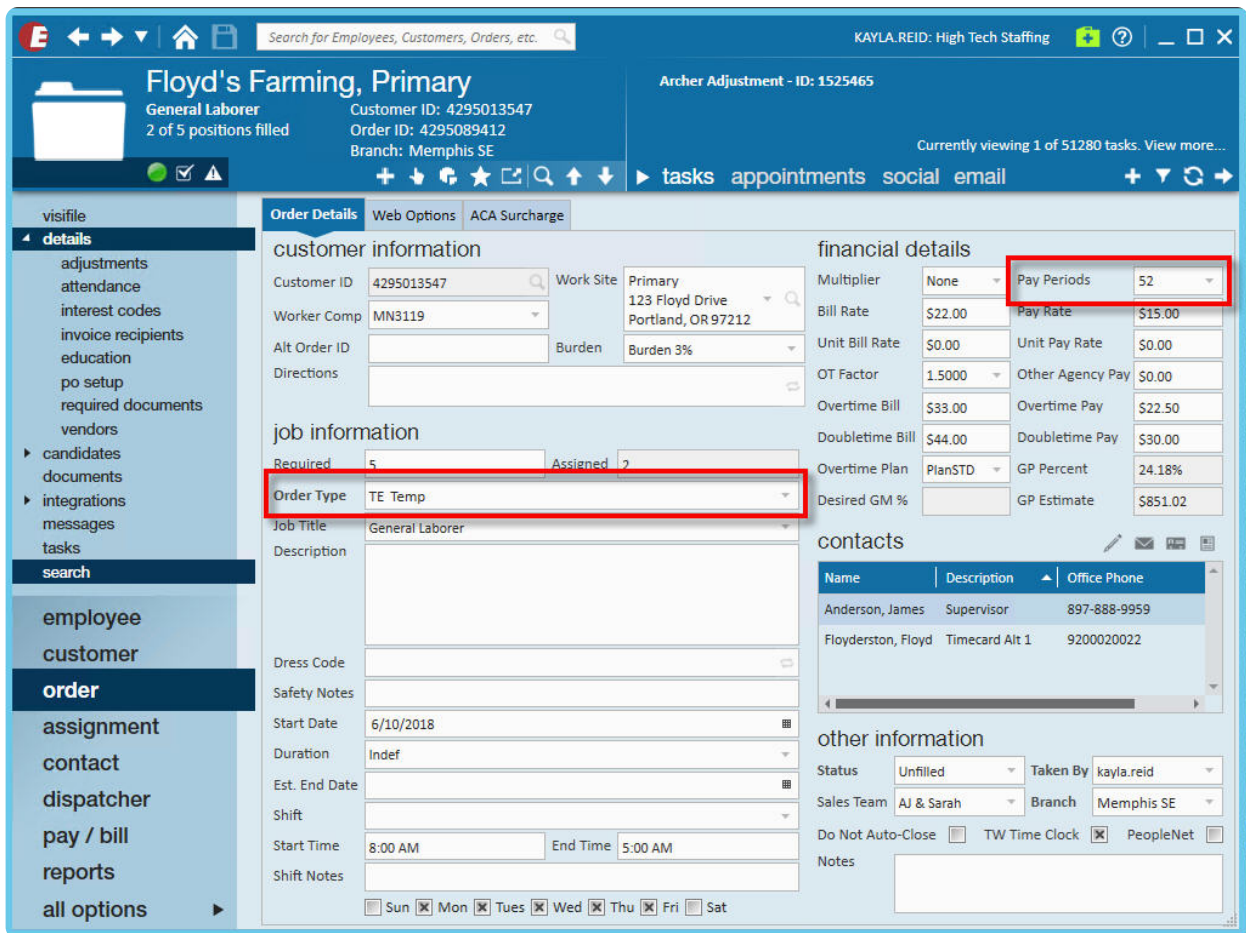 E
Search for Employees, Customers, Orders, etc.
KAYLA.REID: High Tech Staffing
Floyd's Farming, Primary
General Laborer
2 of 5 positions filled
Customer ID: 4295013547
Order ID: 4295089412
Branch: Memphis SE
Archer Adjustment - ID: 1525465
Currently viewing 1 of 51280 tasks. View more...
tasks appointments social email
visifile
details
adjustments
attendance
interest codes
invoice recipients
education
po setup
required documents
vendors
candidates
documents
integrations
messages
tasks
search
employee
customer
order
assignment
contact
dispatcher
pay / bill
reports
all options
Order Details Web Options ACA Surcharge
customer information
Customer ID 4295013547 Work Site Primary
123 Floyd Drive
Portland, OR 97212
Worker Comp MN3119
Alt Order ID Burden Burden 3%
Directions
job information
Required 5 Assigned 2
Order Type TE Temp
Job Title General Laborer
Description
Dress Code
Safety Notes
Start Date 6/10/2018
Duration Indef
Est. End Date
Shift
Start Time 8:00 AM End Time 5:00 AM
Shift Notes
Sun Mon Tues Wed Thu Fri Sat
financial details
Multiplier None Pay Periods 52
Bill Rate $22.00 Pay Rate $15.00
Unit Bill Rate $0.00 Unit Pay Rate $0.00
OT Factor 1.5000 Other Agency Pay $0.00
Overtime Bill $33.00 Overtime Pay $22.50
Doubletime Bill $44.00 Doubletime Pay $30.00
Overtime Plan PlanSTD GP Percent 24.18%
Desired GM % GP Estimate $851.02
contacts
Name Description Office Phone
Anderson, James Supervisor 897-888-9959
Floyderston, Floyd Timecard Alt 1 9200020022
other information
Status Unfilled Taken By kayla.reid
Sales Team AJ & Sarah Branch Memphis SE
Do Not Auto-Close TW Time Clock PeopleNet
Notes